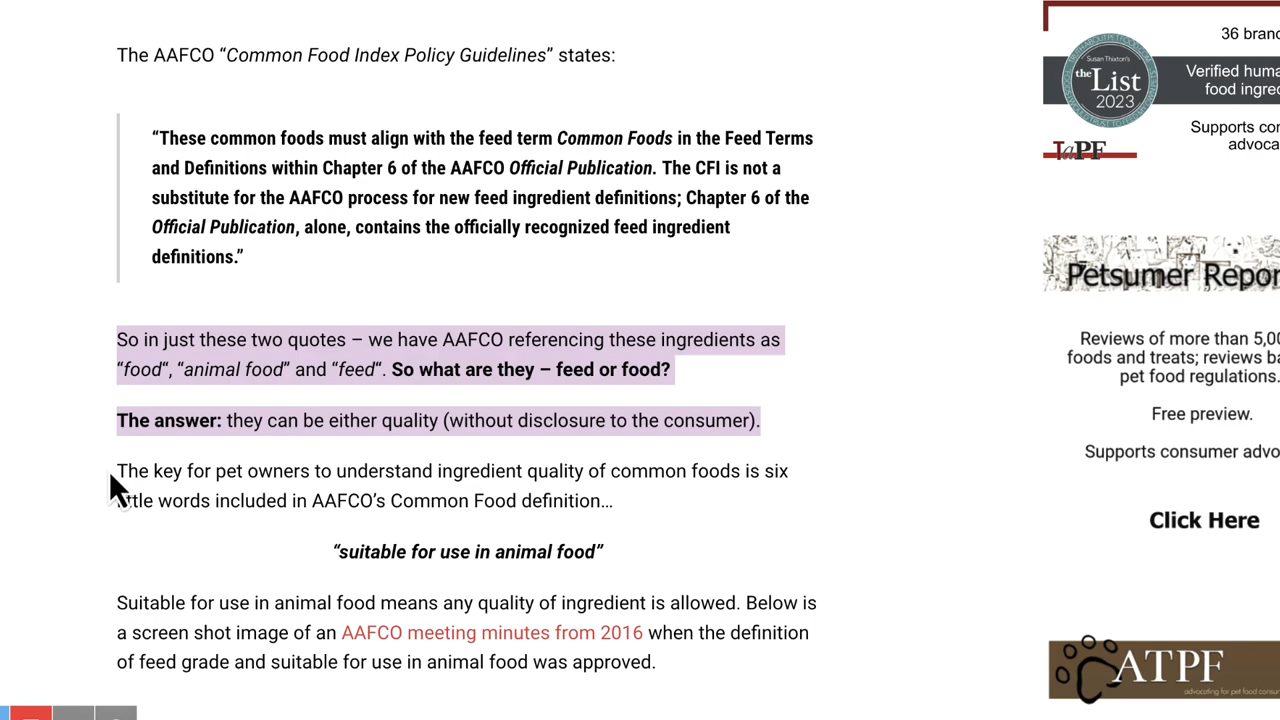 The AAFCO “Common Food Index Policy Guidelines” states:
“These common foods must align with the feed term Common Foods in the Feed Terms
and Definitions within Chapter 6 of the AAFCO Official Publication. The CFI is not a
substitute for the AAFCO process for new feed ingredient definitions; Chapter 6 of the
Official Publication, alone, contains the officially recognized feed ingredient
definitions.”
So in just these two quotes – we have AAFCO referencing these ingredients as
“food“, “animal food” and “feed“. So what are they – feed or food?
The answer: they can be either quality (without disclosure to the consumer).
The key for pet owners to understand ingredient quality of common foods is six
ttle words included in AAFCO’s Common Food definition…
“suitable for use in animal food”
Suitable for use in animal food means any quality of ingredient is allowed. Below is
a screen shot image of an AAFCO meeting minutes from 2016 when the definition
of feed grade and suitable for use in animal food was approved.
36 bran
Susan Thixton's
the List
2023
Verified huma
food ingre
Supports co
advoca
TaPF
Petsumer Repor
Reviews of more than 5,00
foods and treats; reviews ba
pet food regulations.
Free preview.
Supports consumer advo
Click Here
ATPF
advocating for pet food consum